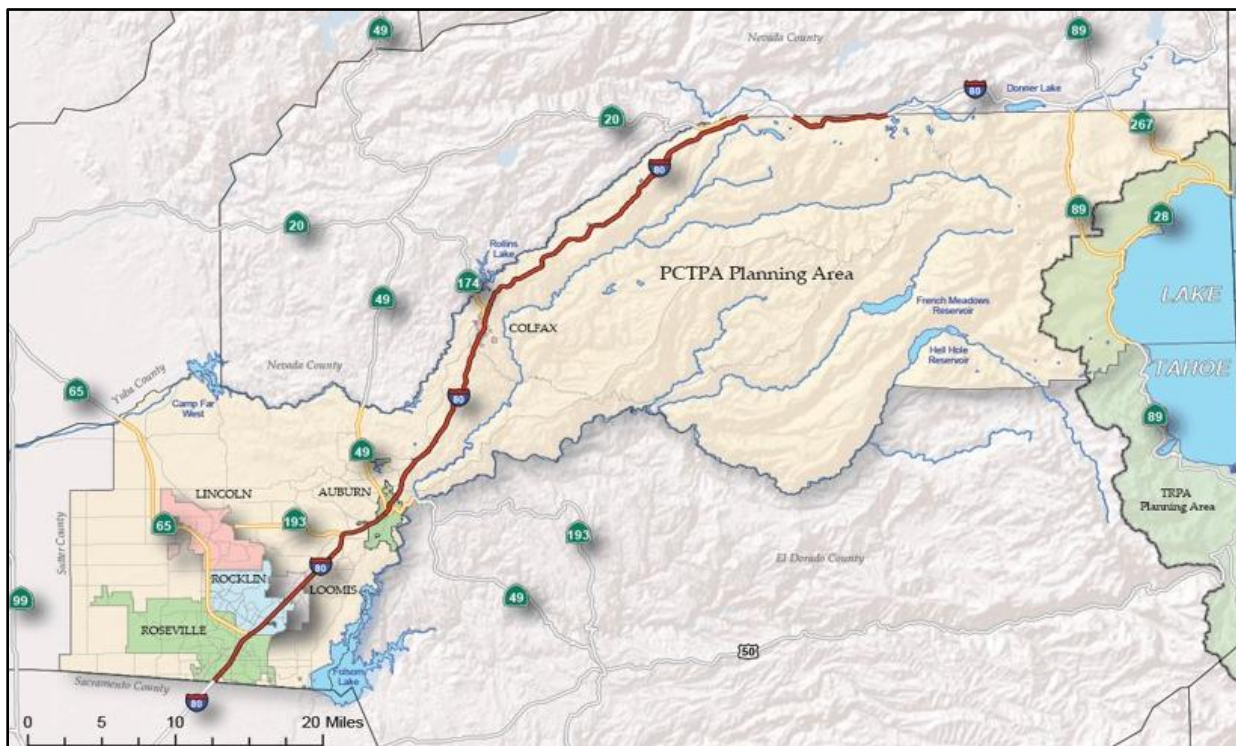 49
Nevada County
89
80
Donner Lake
20
267
80
20
89
28
Rollins
Lake
174
PCTPA Planning Area
49
LAKE
French Meadows
Reservoir
COLFAX
Hell Hole
Reservoir
Nevada County
TAHOE
65
Yuba County
Camp Far
West
80
89
49
LINCOLN
AUBURN
TRPA
Planning Area
65
193
193
Sutter County
80
El Dorado County
ROCKLIN
LOOMIS
99
49
ROSEVILLE
50
Folsom
Lake
Sacramento County
80
0 5 10 20 Miles